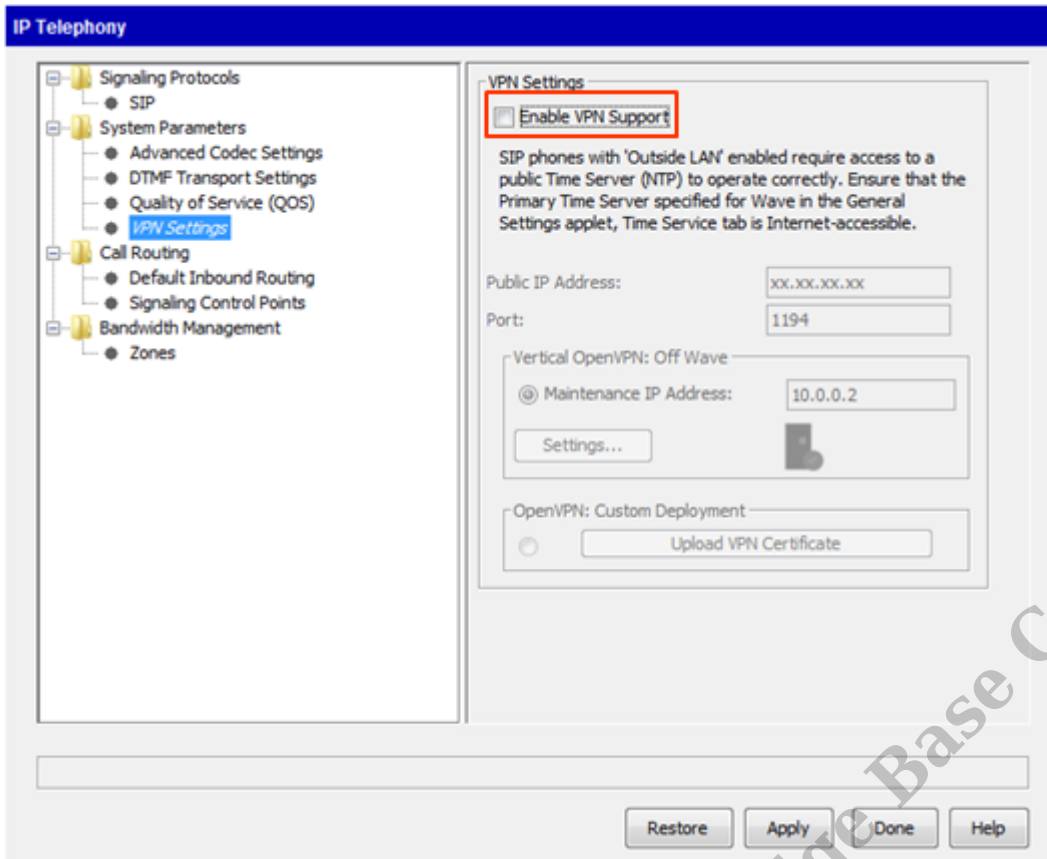 IP Telephony
Signaling Protocols
SIP
System Parameters
Advanced Codec Settings
DTMF Transport Settings
Quality of Service (QOS)
VPN Settings
Call Routing
Default Inbound Routing
Signaling Control Points
Bandwidth Management
Zones
VPN Settings
Enable VPN Support
SIP phones with 'Outside LAN' enabled require access to a
public Time Server (NTP) to operate correctly. Ensure that the
Primary Time Server specified for Wave in the General
Settings applet, Time Service tab is Internet-accessible.
Public IP Address: xx.xx.xx.xx
Port: 1194
Vertical OpenVPN: Off Wave
Maintenance IP Address: 10.0.0.2
Settings...
OpenVPN: Custom Deployment
Upload VPN Certificate
Restore Apply Done Help
Base